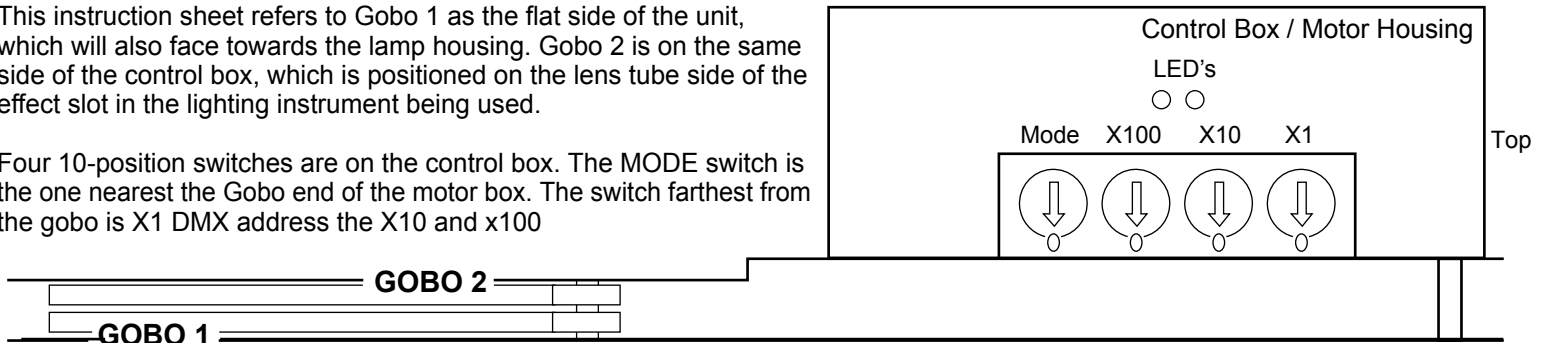 This instruction sheet refers to Gobo 1 as the flat side of the unit,
which will also face towards the lamp housing. Gobo 2 is on the same
side of the control box, which is positioned on the lens tube side of the
effect slot in the lighting instrument being used.
Four 10-position switches are on the control box. The MODE switch is
the one nearest the Gobo end of the motor box. The switch farthest from
the gobo is X1 DMX address the X10 and x100
Control Box / Motor Housing
LED's
Mode X100 X10 X1
Top
GOBO 2
GOBO 1